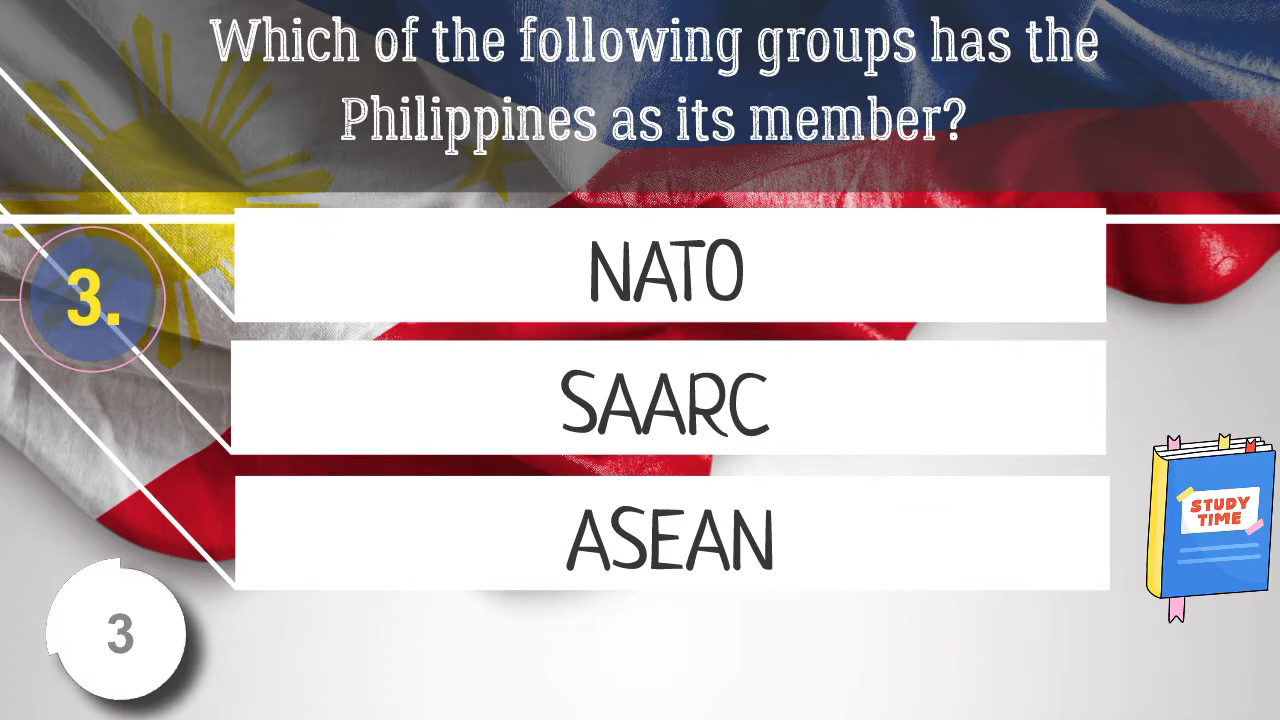 Which of the following groups has the
Philippines as its member?
3.
NATO
SAARC
ASEAN
STUDY
TIME
3